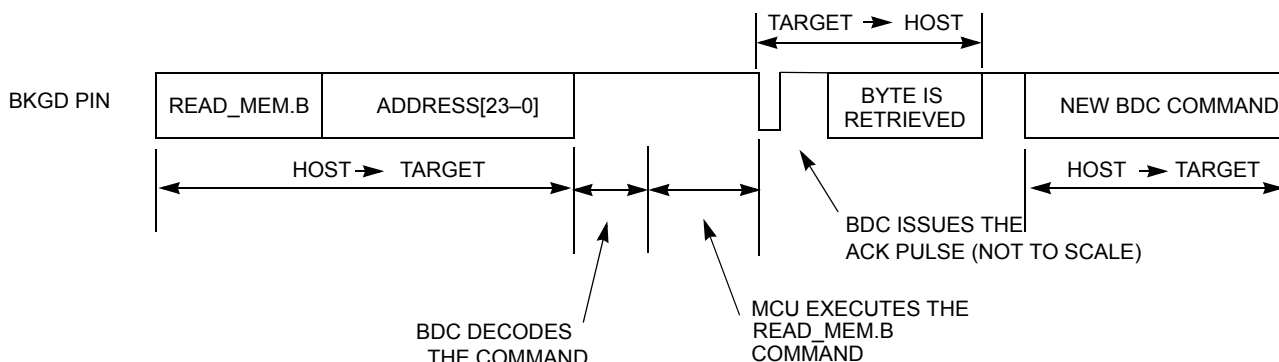 TARGET → HOST
BKGD PIN
READ_MEM.B
ADDRESS[23–0]
BYTE IS
RETRIEVED
NEW BDC COMMAND
HOST → TARGET
HOST → TARGET
BDC ISSUES THE
ACK PULSE (NOT TO SCALE)
BDC DECODES
THE COMMAND
MCU EXECUTES THE
READ_MEM.B
COMMAND